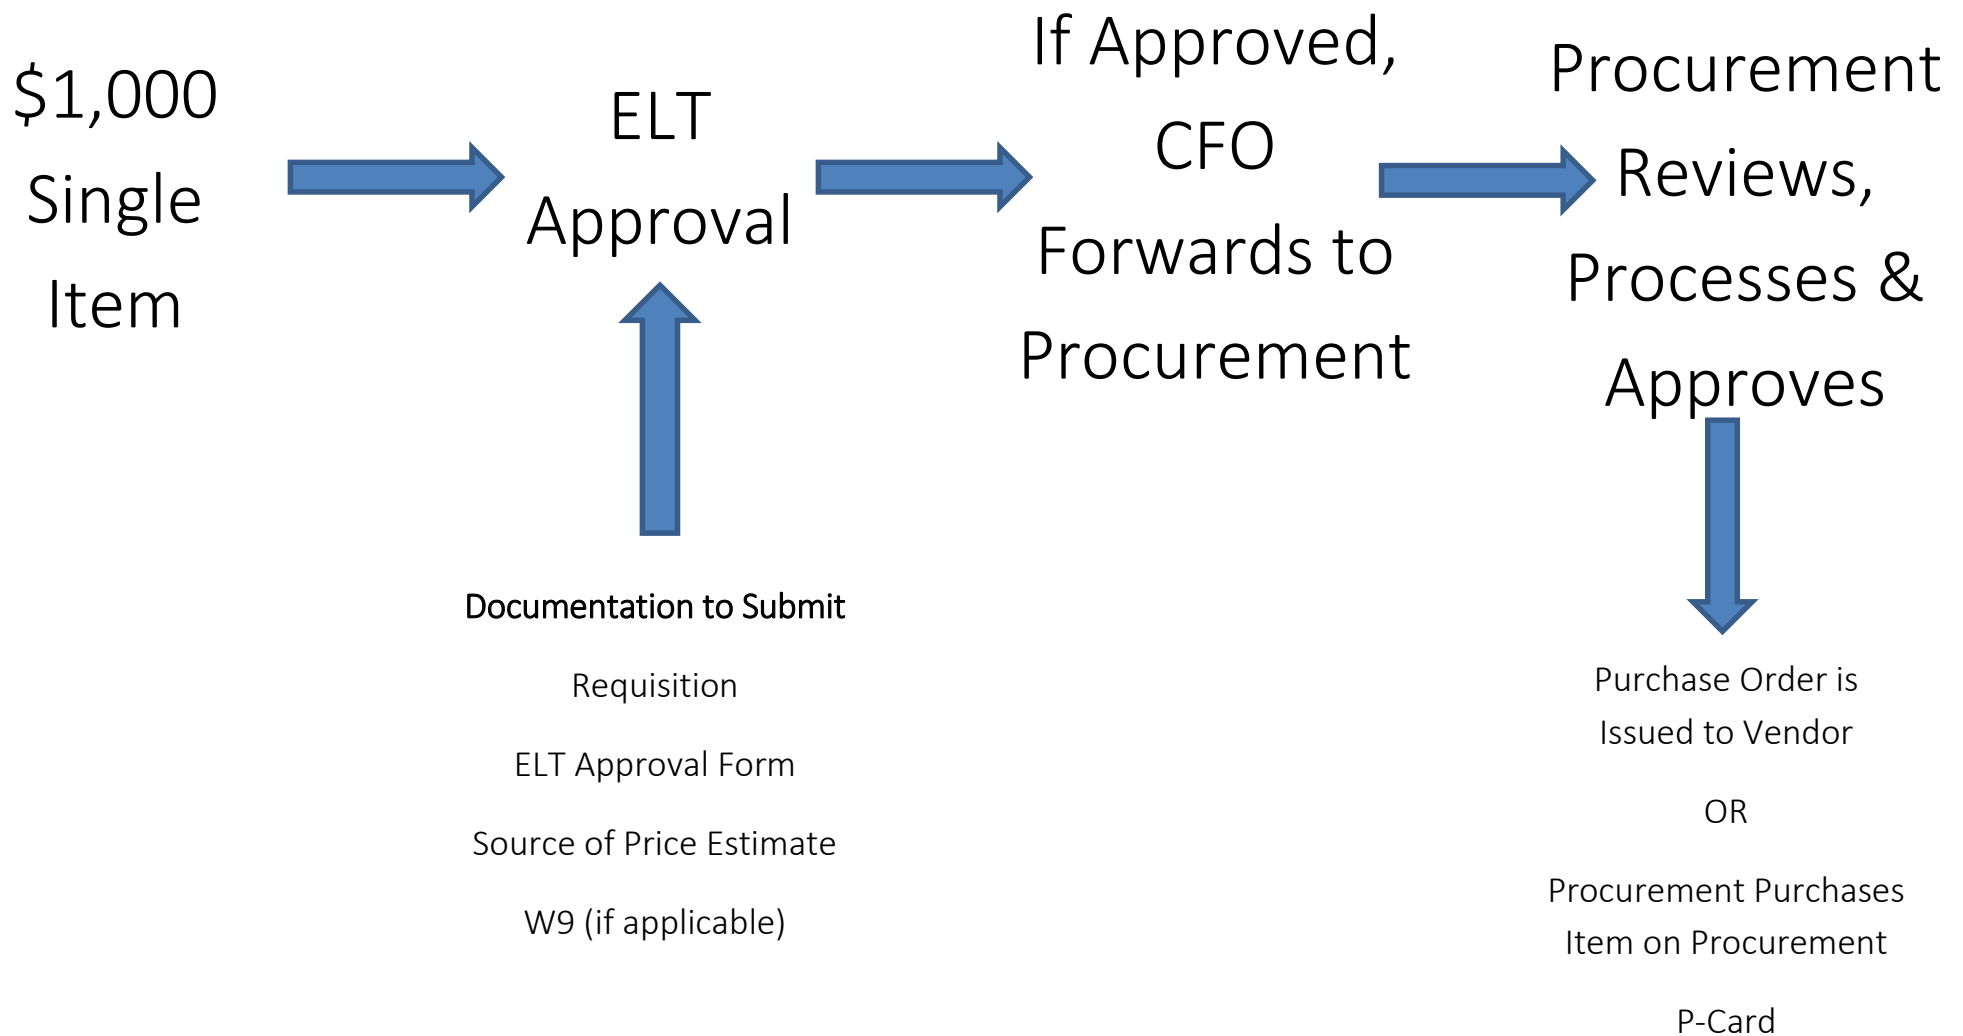 $1,000
Single
Item
ELT
Approval
If Approved,
CFO
Forwards to
Procurement
Procurement
Reviews,
Processes &
Approves
Documentation to Submit
Requisition
ELT Approval Form
Source of Price Estimate
W9 (if applicable)
Purchase Order is
Issued to Vendor
OR
Procurement Purchases
Item on Procurement
P-Card